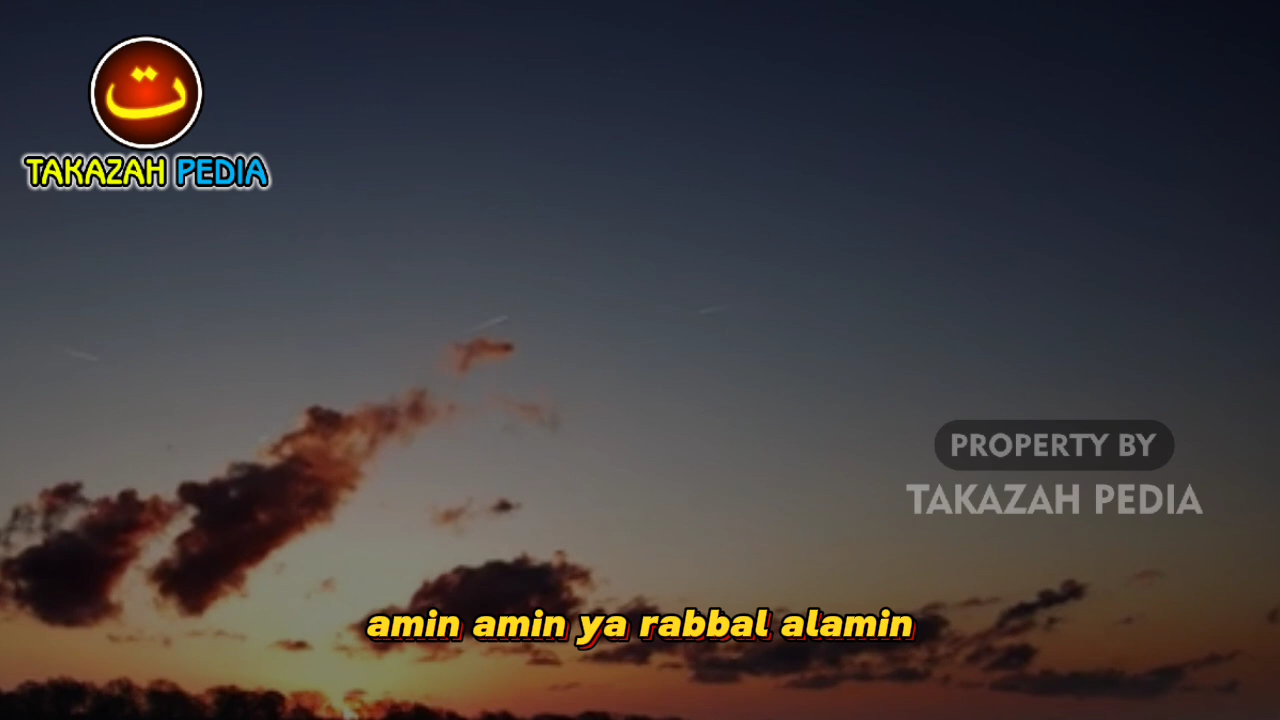 ت
TAKAZAH PEDIA
PROPERTY BY
TAKAZAH PEDIA
amin amin ya rabbal alamin